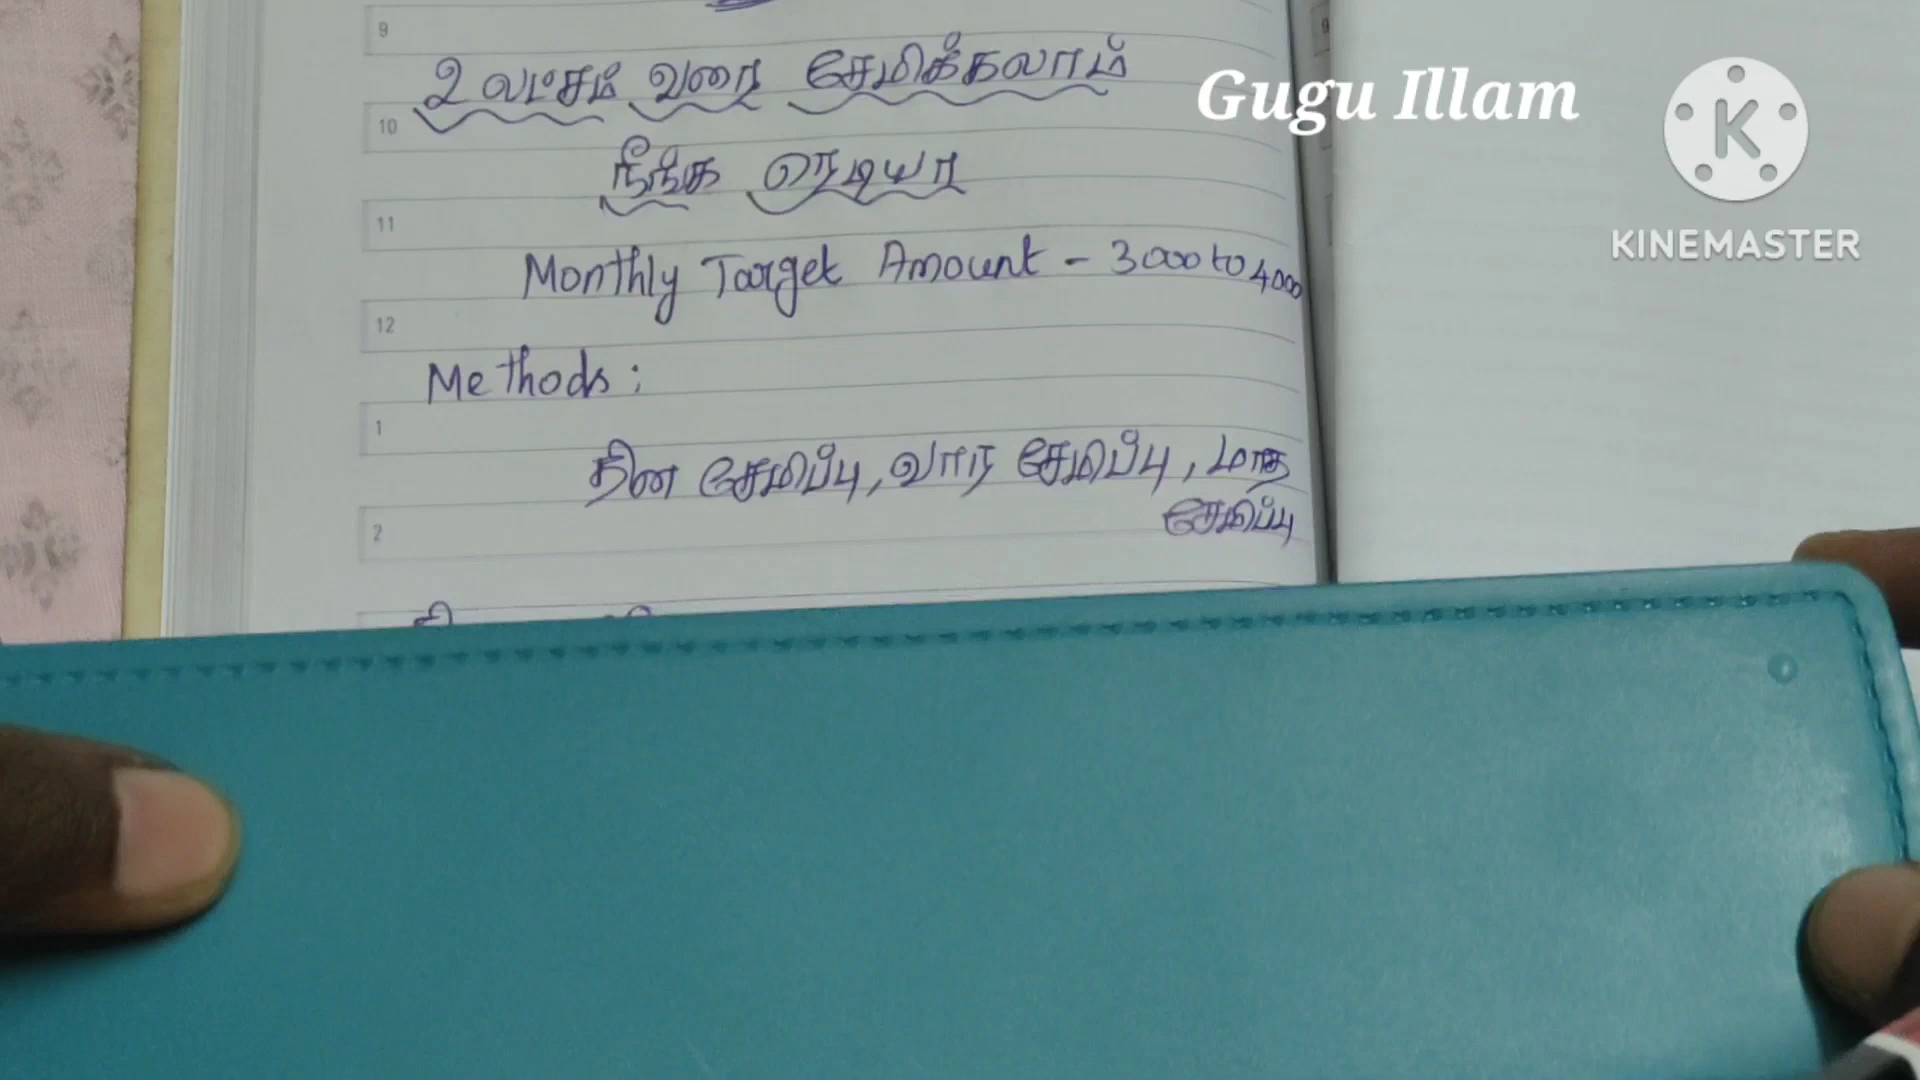 9
2 லட்சம் வரை சேமிக்கலாம்
Gugu Illam
K
KINEMASTER
10
நீங்க ரெடியா
11
Monthly Target Amount - 3000 to 4000
12
Methods :
1
தின சேமிப்பு, வார சேமிப்பு, மாத
சேமிப்பு
2